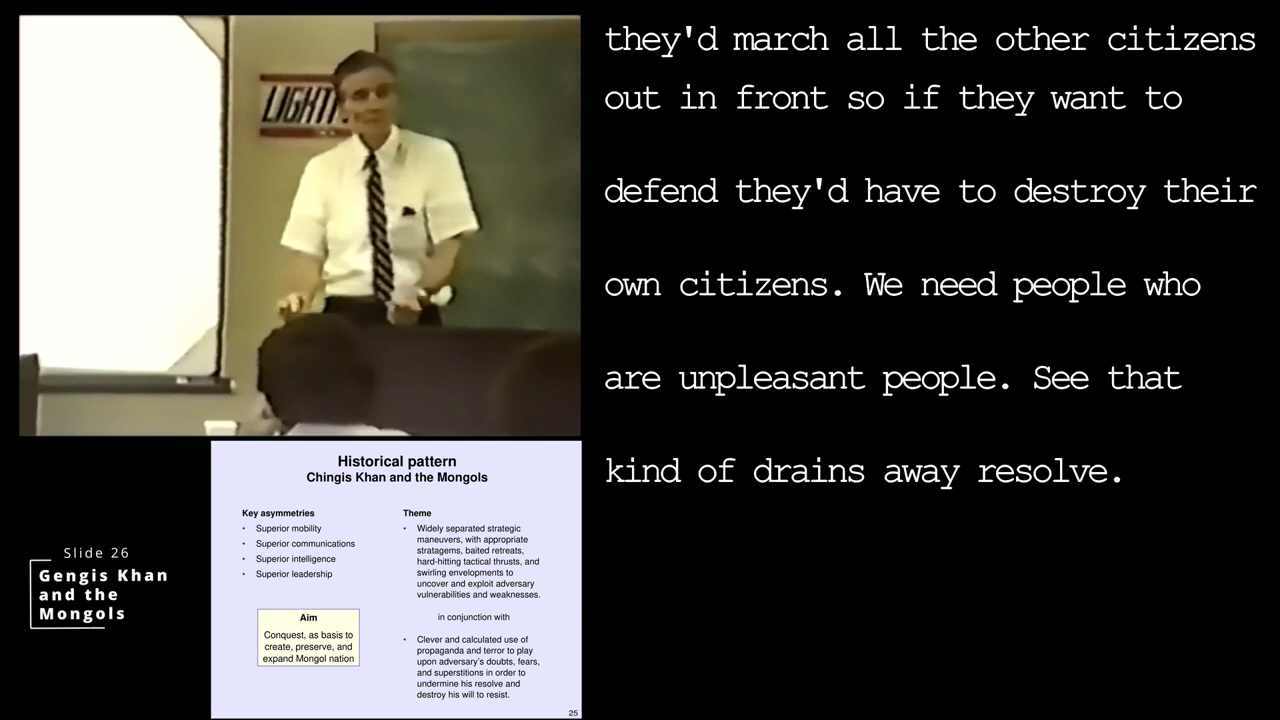 LIGHT
they'd march all the other citizens
out in front so if they want to
defend they'd have to destroy their
own citizens. We need people who
are unpleasant people. See that
kind of drains away resolve.
Slide 26
Gengis Khan
and the
Mongols
Historical pattern
Chingis Khan and the Mongols
Key asymmetries
• Superior mobility
• Superior communications
• Superior intelligence
• Superior leadership
Aim
Conquest, as basis to
create, preserve, and
expand Mongol nation
Theme
• Widely separated strategic
maneuvers, with appropriate
stratagems, baited retreats,
hard-hitting tactical thrusts, and
swirling envelopments to
uncover and exploit adversary
vulnerabilities and weaknesses.
in conjunction with
• Clever and calculated use of
propaganda and terror to play
upon adversary's doubts, fears,
and superstitions in order to
undermine his resolve and
destroy his will to resist.
25